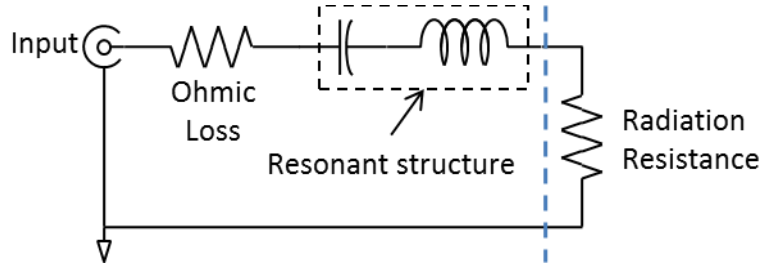 Input
Ohmic
Loss
Resonant structure
Radiation
Resistance